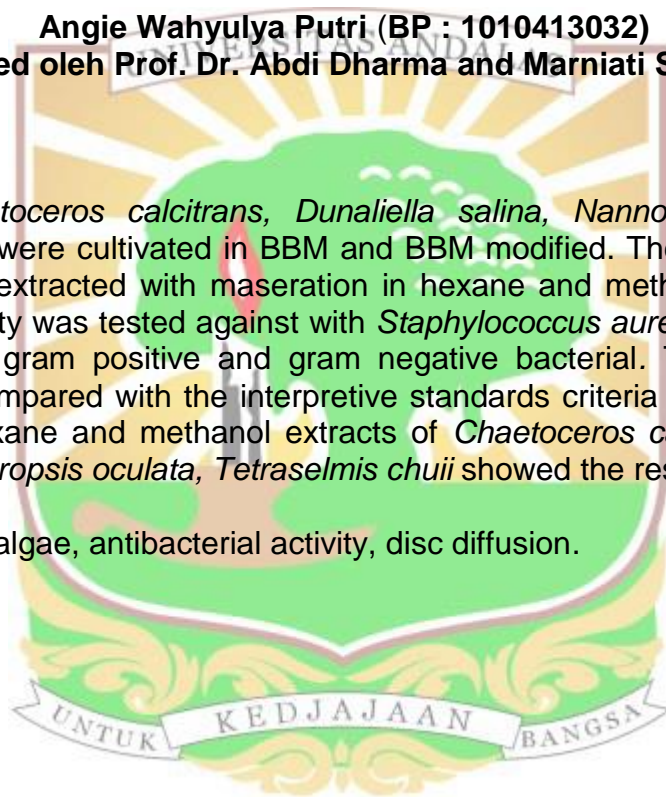 Angie Wahyulya Putri (BP : 1010413032)
UNIVERSITAS ANDALAS
ed oleh Prof. Dr. Abdi Dharma and Marniati S
toceros calcitrans, Dunaliella salina, Nanno
were cultivated in BBM and BBM modified. The
extracted with maseration in hexane and meth
ty was tested against with Staphylococcus aure
gram positive and gram negative bacterial.
mpared with the interpretive standards criteria
xane and methanol extracts of Chaetoceros ca
ropsis oculata, Tetraselmis chuii showed the res
algae, antibacterial activity, disc diffusion.
UNTUK KEDJAJAAN BANGSA